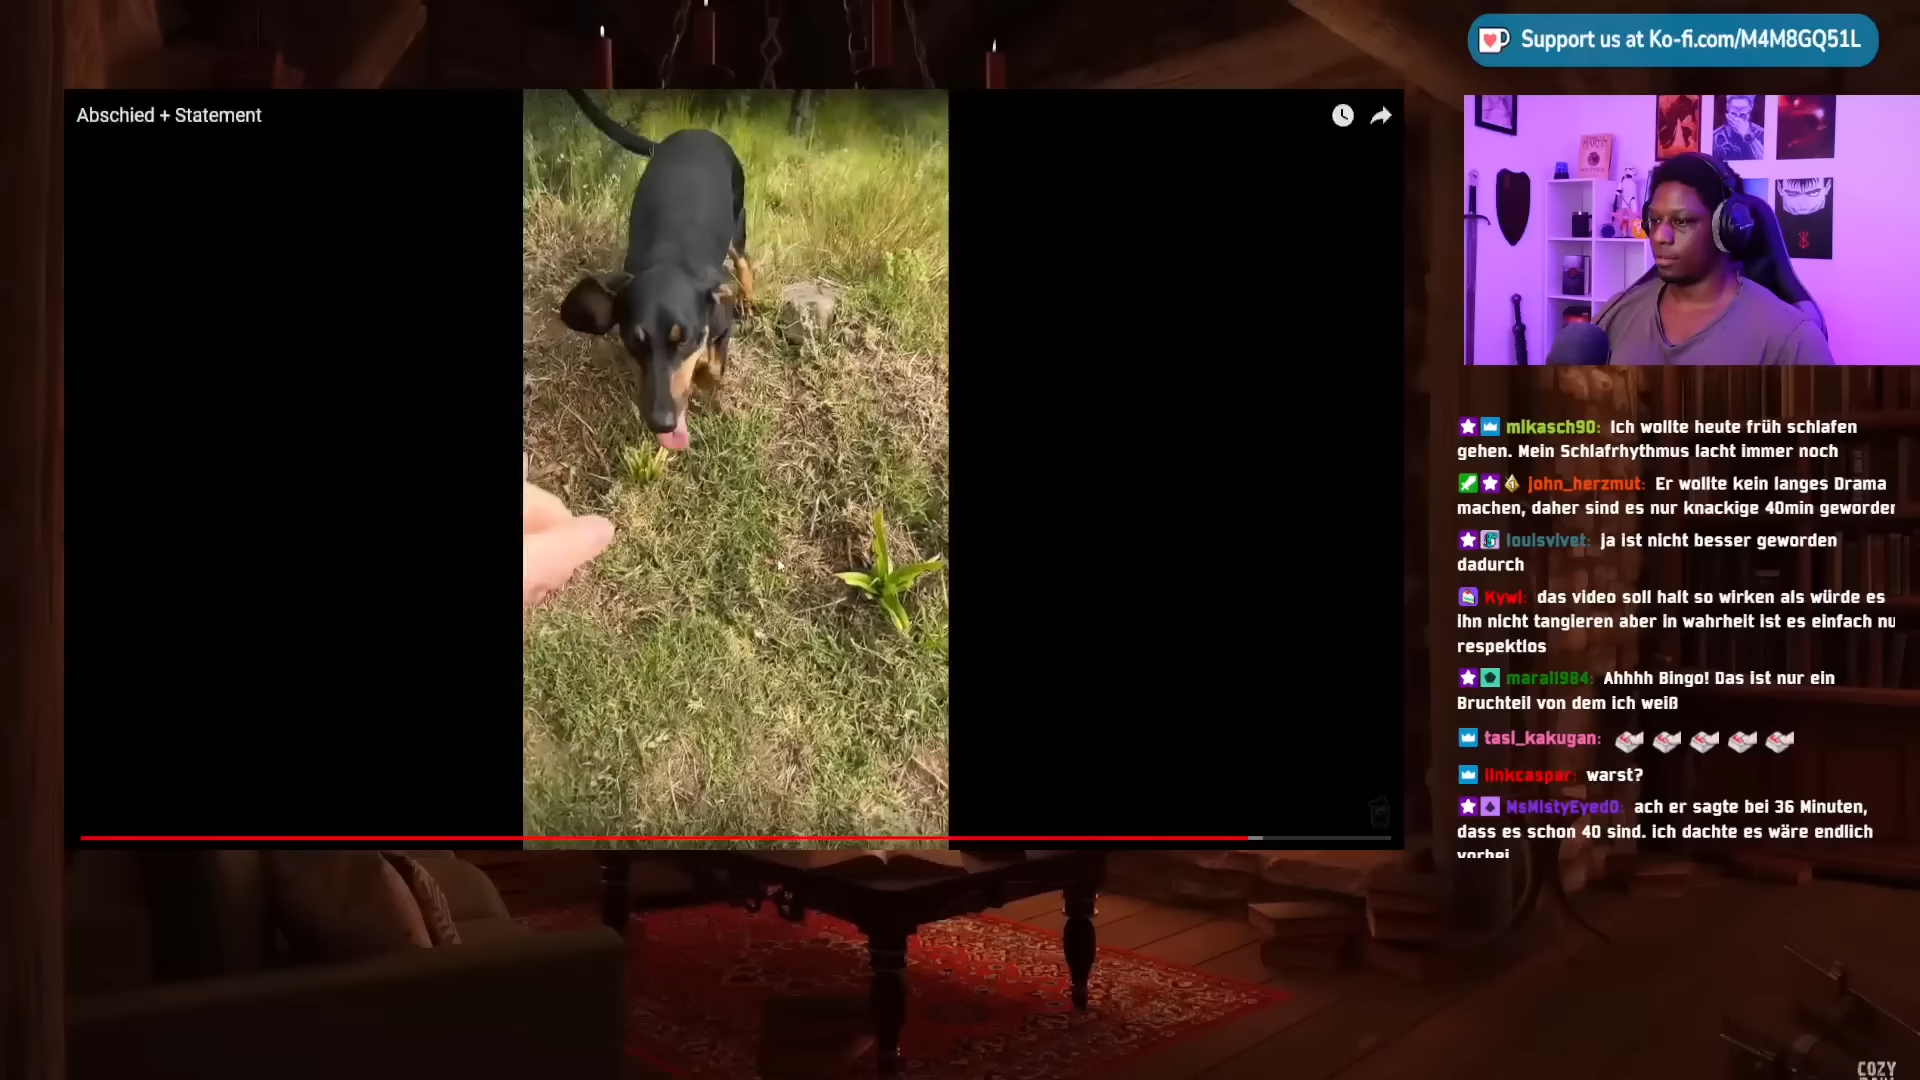 Support us at Ko-fi.com/M4M8GQ51L
Abschied + Statement
MARTIN
mikasch90: Ich wollte heute früh schlafen
gehen. Mein Schlafrhythmus lacht immer noch
john_herzmut: Er wollte kein langes Drama
machen, daher sind es nur knackige 40min geworden
louisvivet: ja ist nicht besser geworden
dadurch
Kywi: das video soll halt so wirken als würde es
ihn nicht tangieren aber in wahrheit ist es einfach nu
respektlos
marali1984: Ahhhh Bingo! Das ist nur ein
Bruchteil von dem ich weiß
tasi_kakugan:
linkcaspar: warst?
MsMistyEyed0: ach er sagte bei 36 Minuten,
dass es schon 40 sind. ich dachte es wäre endlich
vorbei
COZY